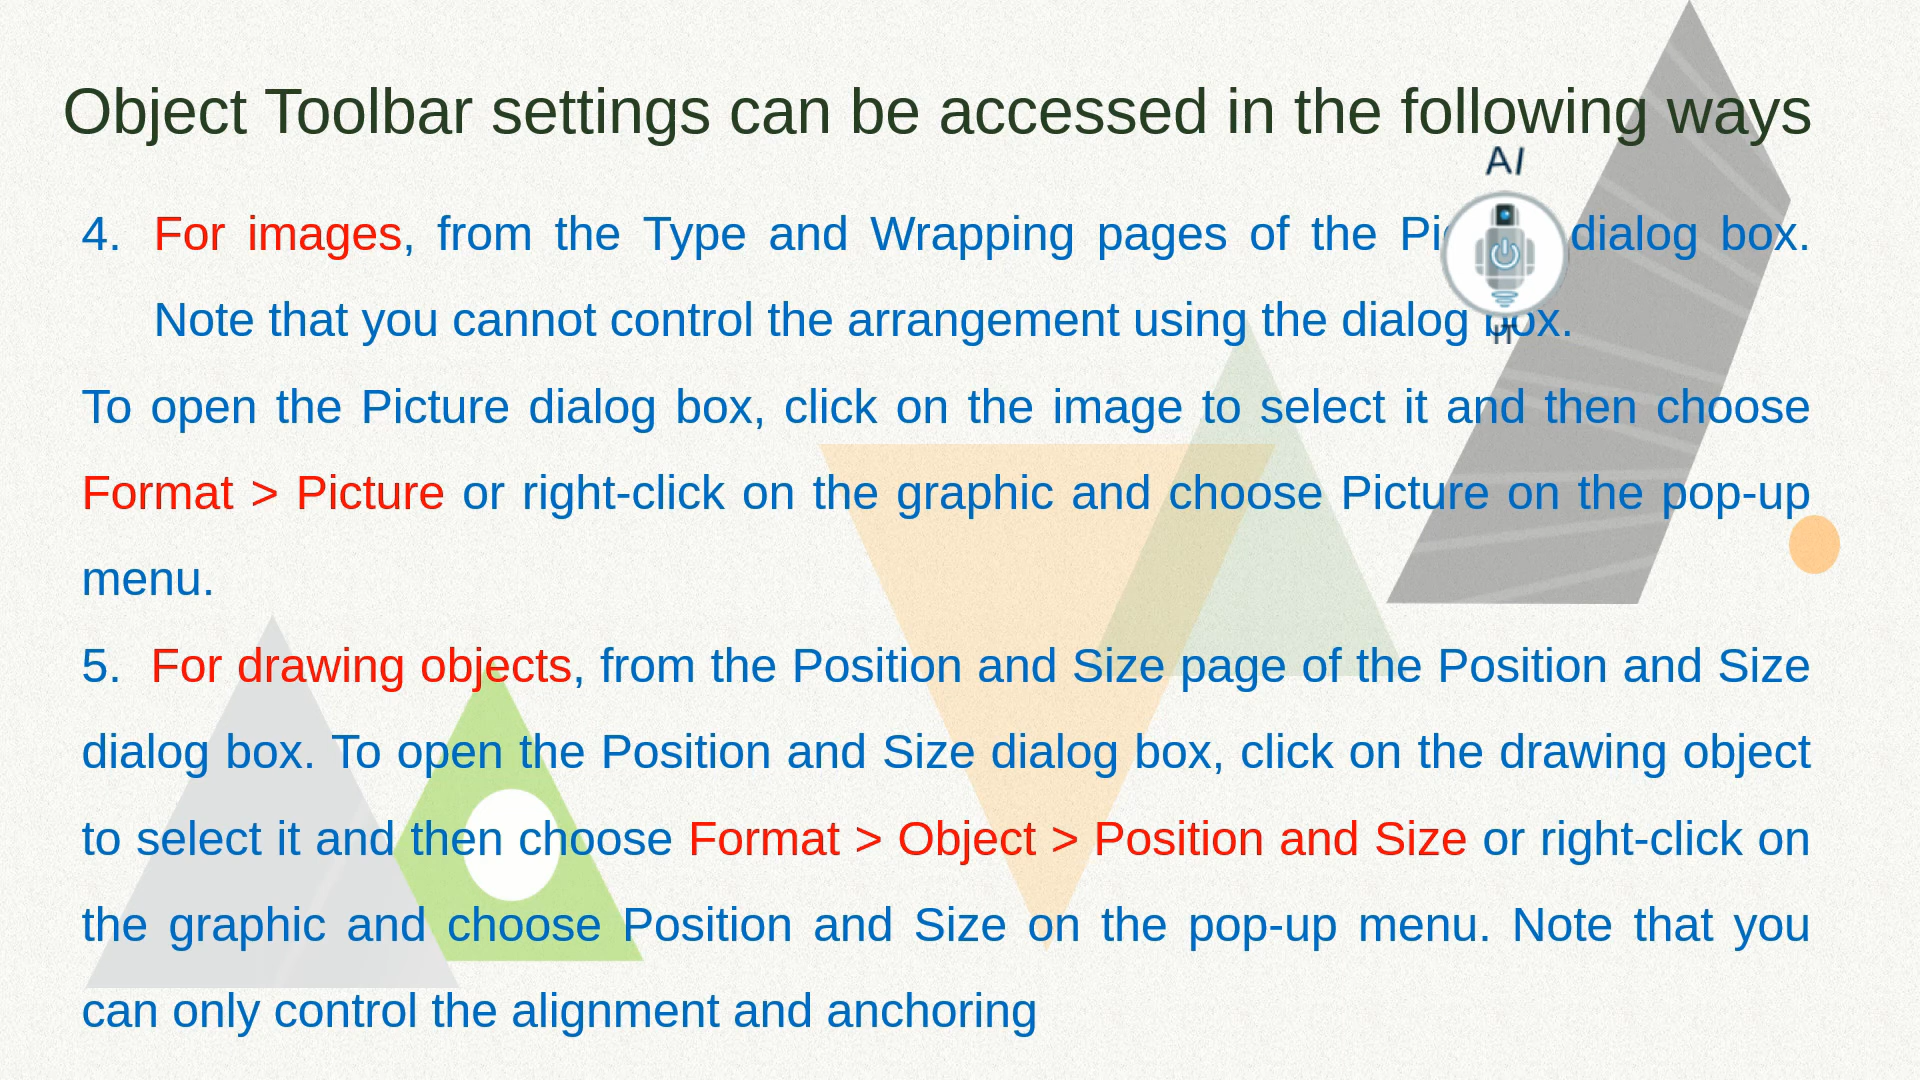 Object Toolbar settings can be accessed in the following ways
AI
4. For images, from the Type and Wrapping pages of the dialog box.
Note that you cannot control the arrangement using the dialog box.
IT
To open the Picture dialog box, click on the image to select it and then choose
Format > Picture or right-click on the graphic and choose Picture on the pop-up
menu.
5. For drawing objects, from the Position and Size page of the Position and Size
dialog box. To open the Position and Size dialog box, click on the drawing object
to select it and then choose Format > Object > Position and Size or right-click on
the graphic and choose Position and Size on the pop-up menu. Note that you
can only control the alignment and anchoring